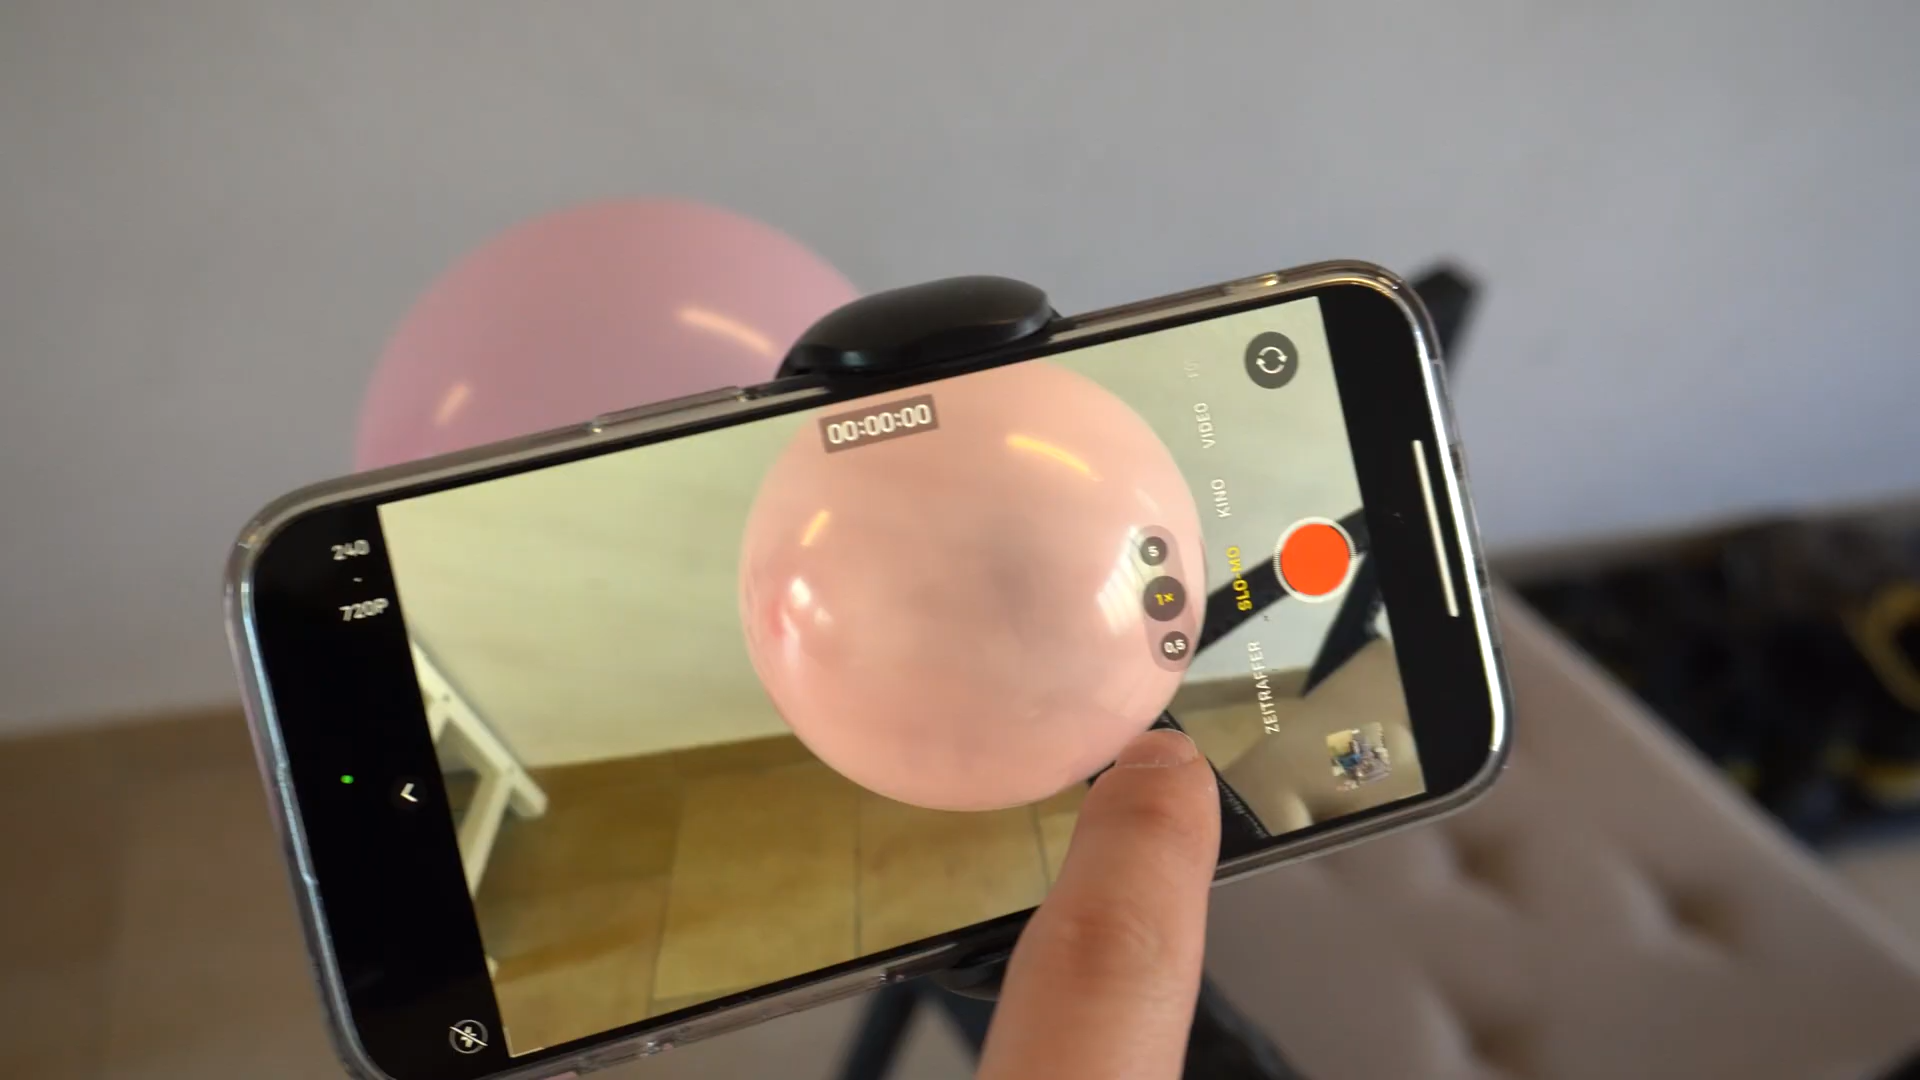 00:00:00
240
720P
VIDEO
KINO
SLO-MO
ZEITRAFFER
5
1×
0,5